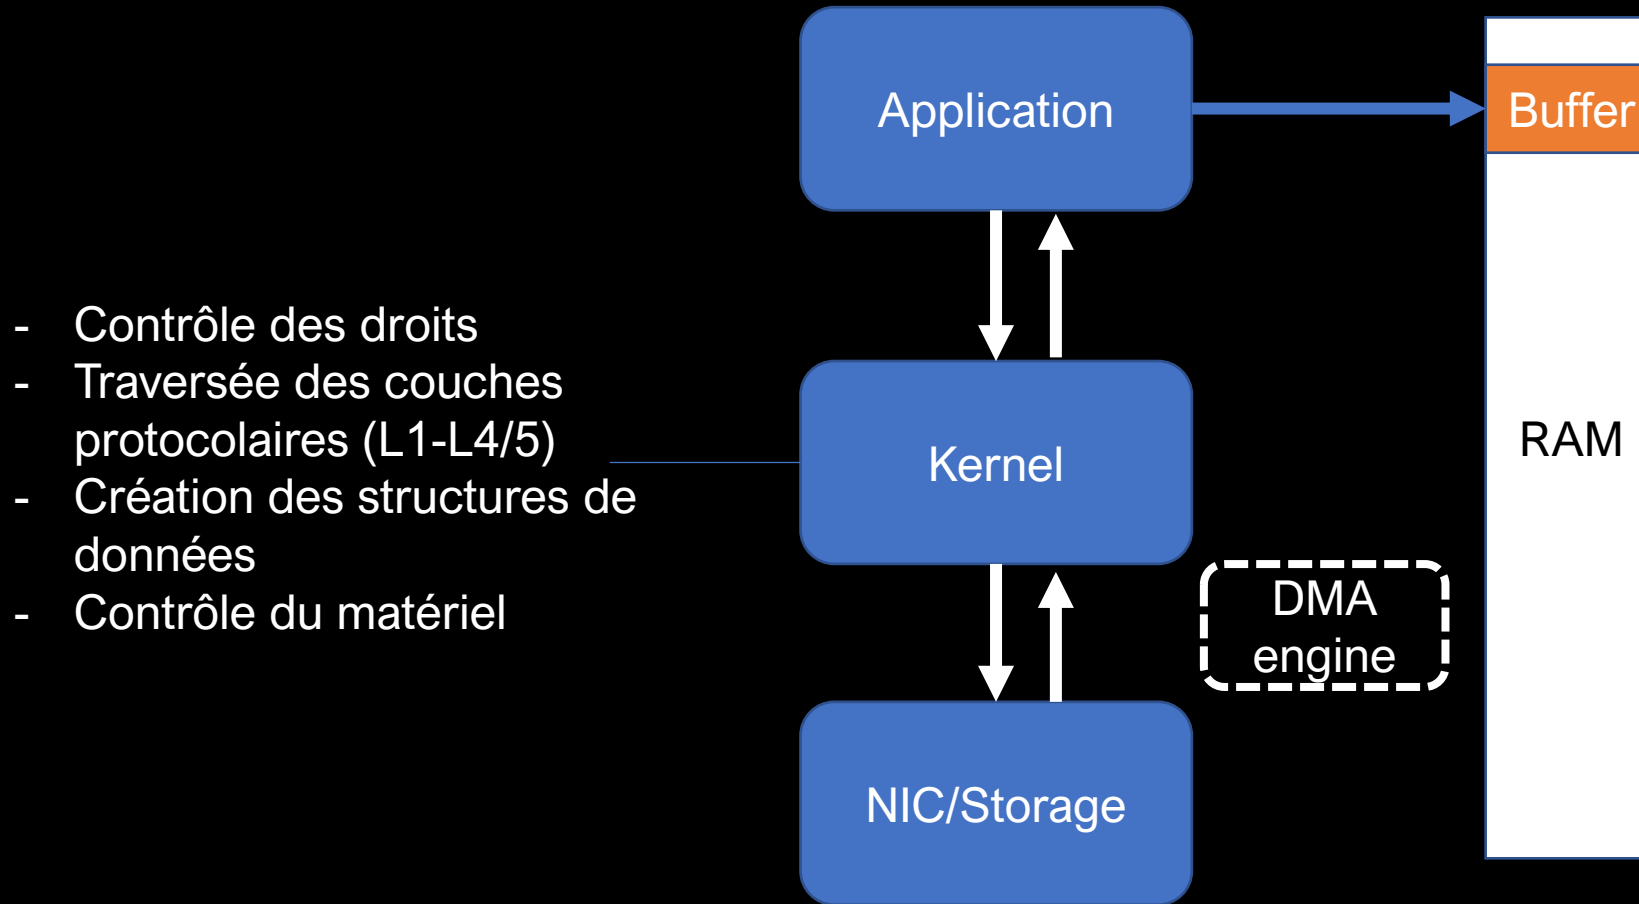 Application
Buffer
- Contrôle des droits
- Traversée des couches
protocolaires (L1-L4/5)
- Création des structures de
données
- Contrôle du matériel
Kernel
RAM
DMA
engine
NIC/Storage